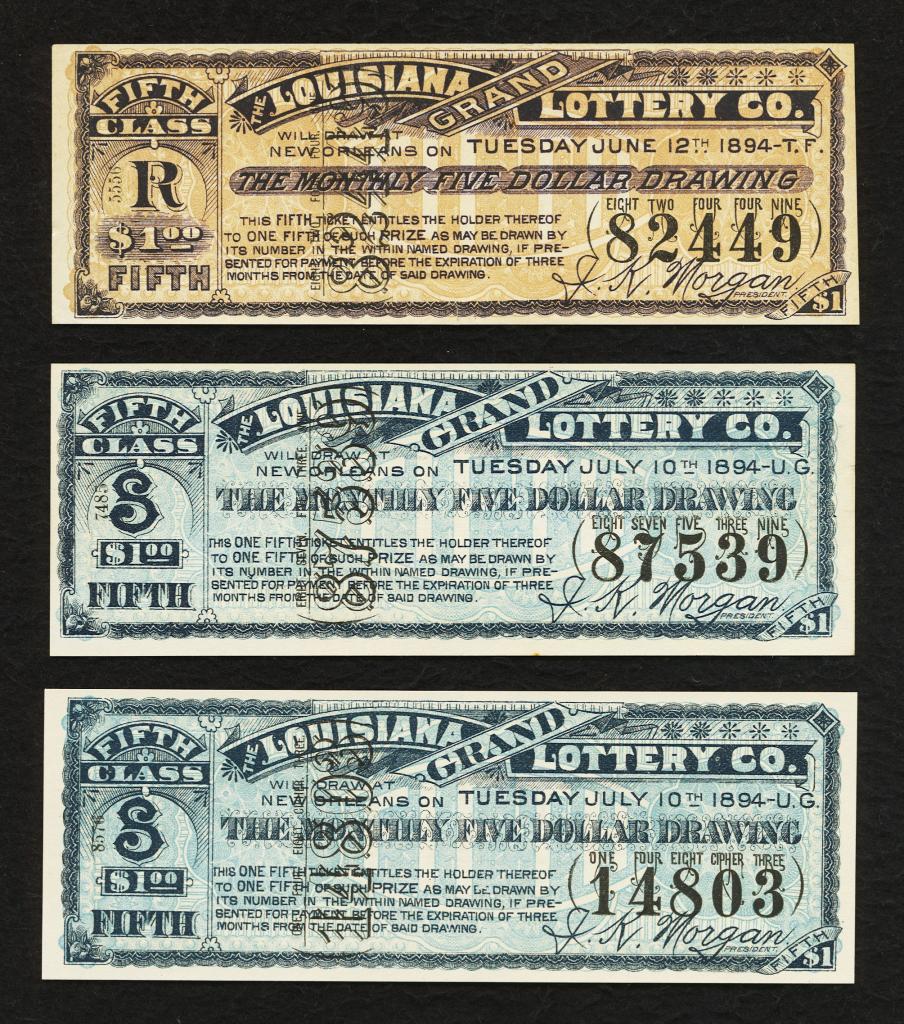 FIFTH
CLASS
5556
R
$1.00
FIFTH
THE LOUISIANA GRAND LOTTERY CO.
WILL DRAW AT
NEW ORLEANS ON TUESDAY JUNE 12TH 1894-T.F.
THE MONTHLY FIVE DOLLAR DRAWING
THIS FIFTH TICKET ENTITLES THE HOLDER THEREOF
TO ONE FIFTH OF SUCH PRIZE AS MAY BE DRAWN BY
ITS NUMBER IN THE WITHIN NAMED DRAWING, IF PRE-
SENTED FOR PAYMENT BEFORE THE EXPIRATION OF THREE
MONTHS FROM THE DATE OF SAID DRAWING.
EIGHT TWO FOUR FOUR NINE
82449
82449
J. K. Morgan
PRESIDENT.
FIFTH
$1
FIFTH
CLASS
7485
S
$1.00
FIFTH
THE LOUISIANA GRAND LOTTERY CO.
WILL DRAW AT
NEW ORLEANS ON TUESDAY JULY 10TH 1894-U.G.
THE MONTHLY FIVE DOLLAR DRAWING
THIS ONE FIFTH TICKET ENTITLES THE HOLDER THEREOF
TO ONE FIFTH OF SUCH PRIZE AS MAY BE DRAWN BY
ITS NUMBER IN THE WITHIN NAMED DRAWING, IF PRE-
SENTED FOR PAYMENT BEFORE THE EXPIRATION OF THREE
MONTHS FROM THE DATE OF SAID DRAWING.
EIGHT SEVEN FIVE THREE NINE
87539
87539
J. K. Morgan
PRESIDENT.
FIFTH
$1
FIFTH
CLASS
S
$1.00
FIFTH
THE LOUISIANA GRAND LOTTERY CO.
WILL DRAW AT
NEW ORLEANS ON TUESDAY JULY 10TH 1894-U.G.
THE MONTHLY FIVE DOLLAR DRAWING
THIS ONE FIFTH TICKET ENTITLES THE HOLDER THEREOF
TO ONE FIFTH OF SUCH PRIZE AS MAY BE DRAWN BY
ITS NUMBER IN THE WITHIN NAMED DRAWING, IF PRE-
SENTED FOR PAYMENT BEFORE THE EXPIRATION OF THREE
MONTHS FROM THE DATE OF SAID DRAWING.
ONE FOUR EIGHT CIPHER THREE
14803
14803
J. K. Morgan
PRESIDENT.
FIFTH
$1